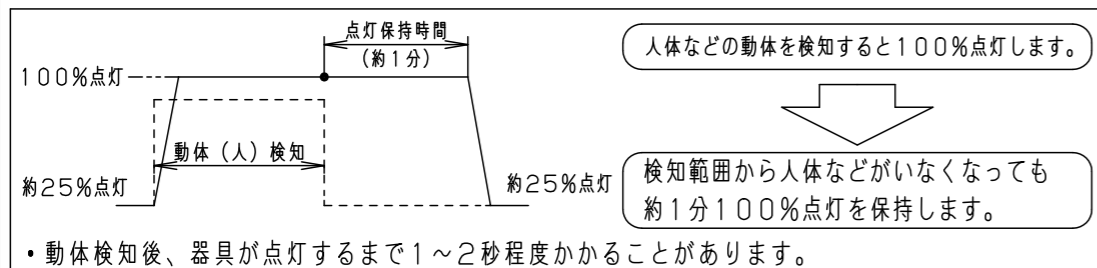 点灯保持時間
(約1分)
100%点灯
動体(人)検知
約25%点灯
約25%点灯
人体などの動体を検知すると100%点灯します。
検知範囲から人体などがいなくなっても
約1分100%点灯を保持します。
・動体検知後、器具が点灯するまで1~2秒程度かかることがあります。